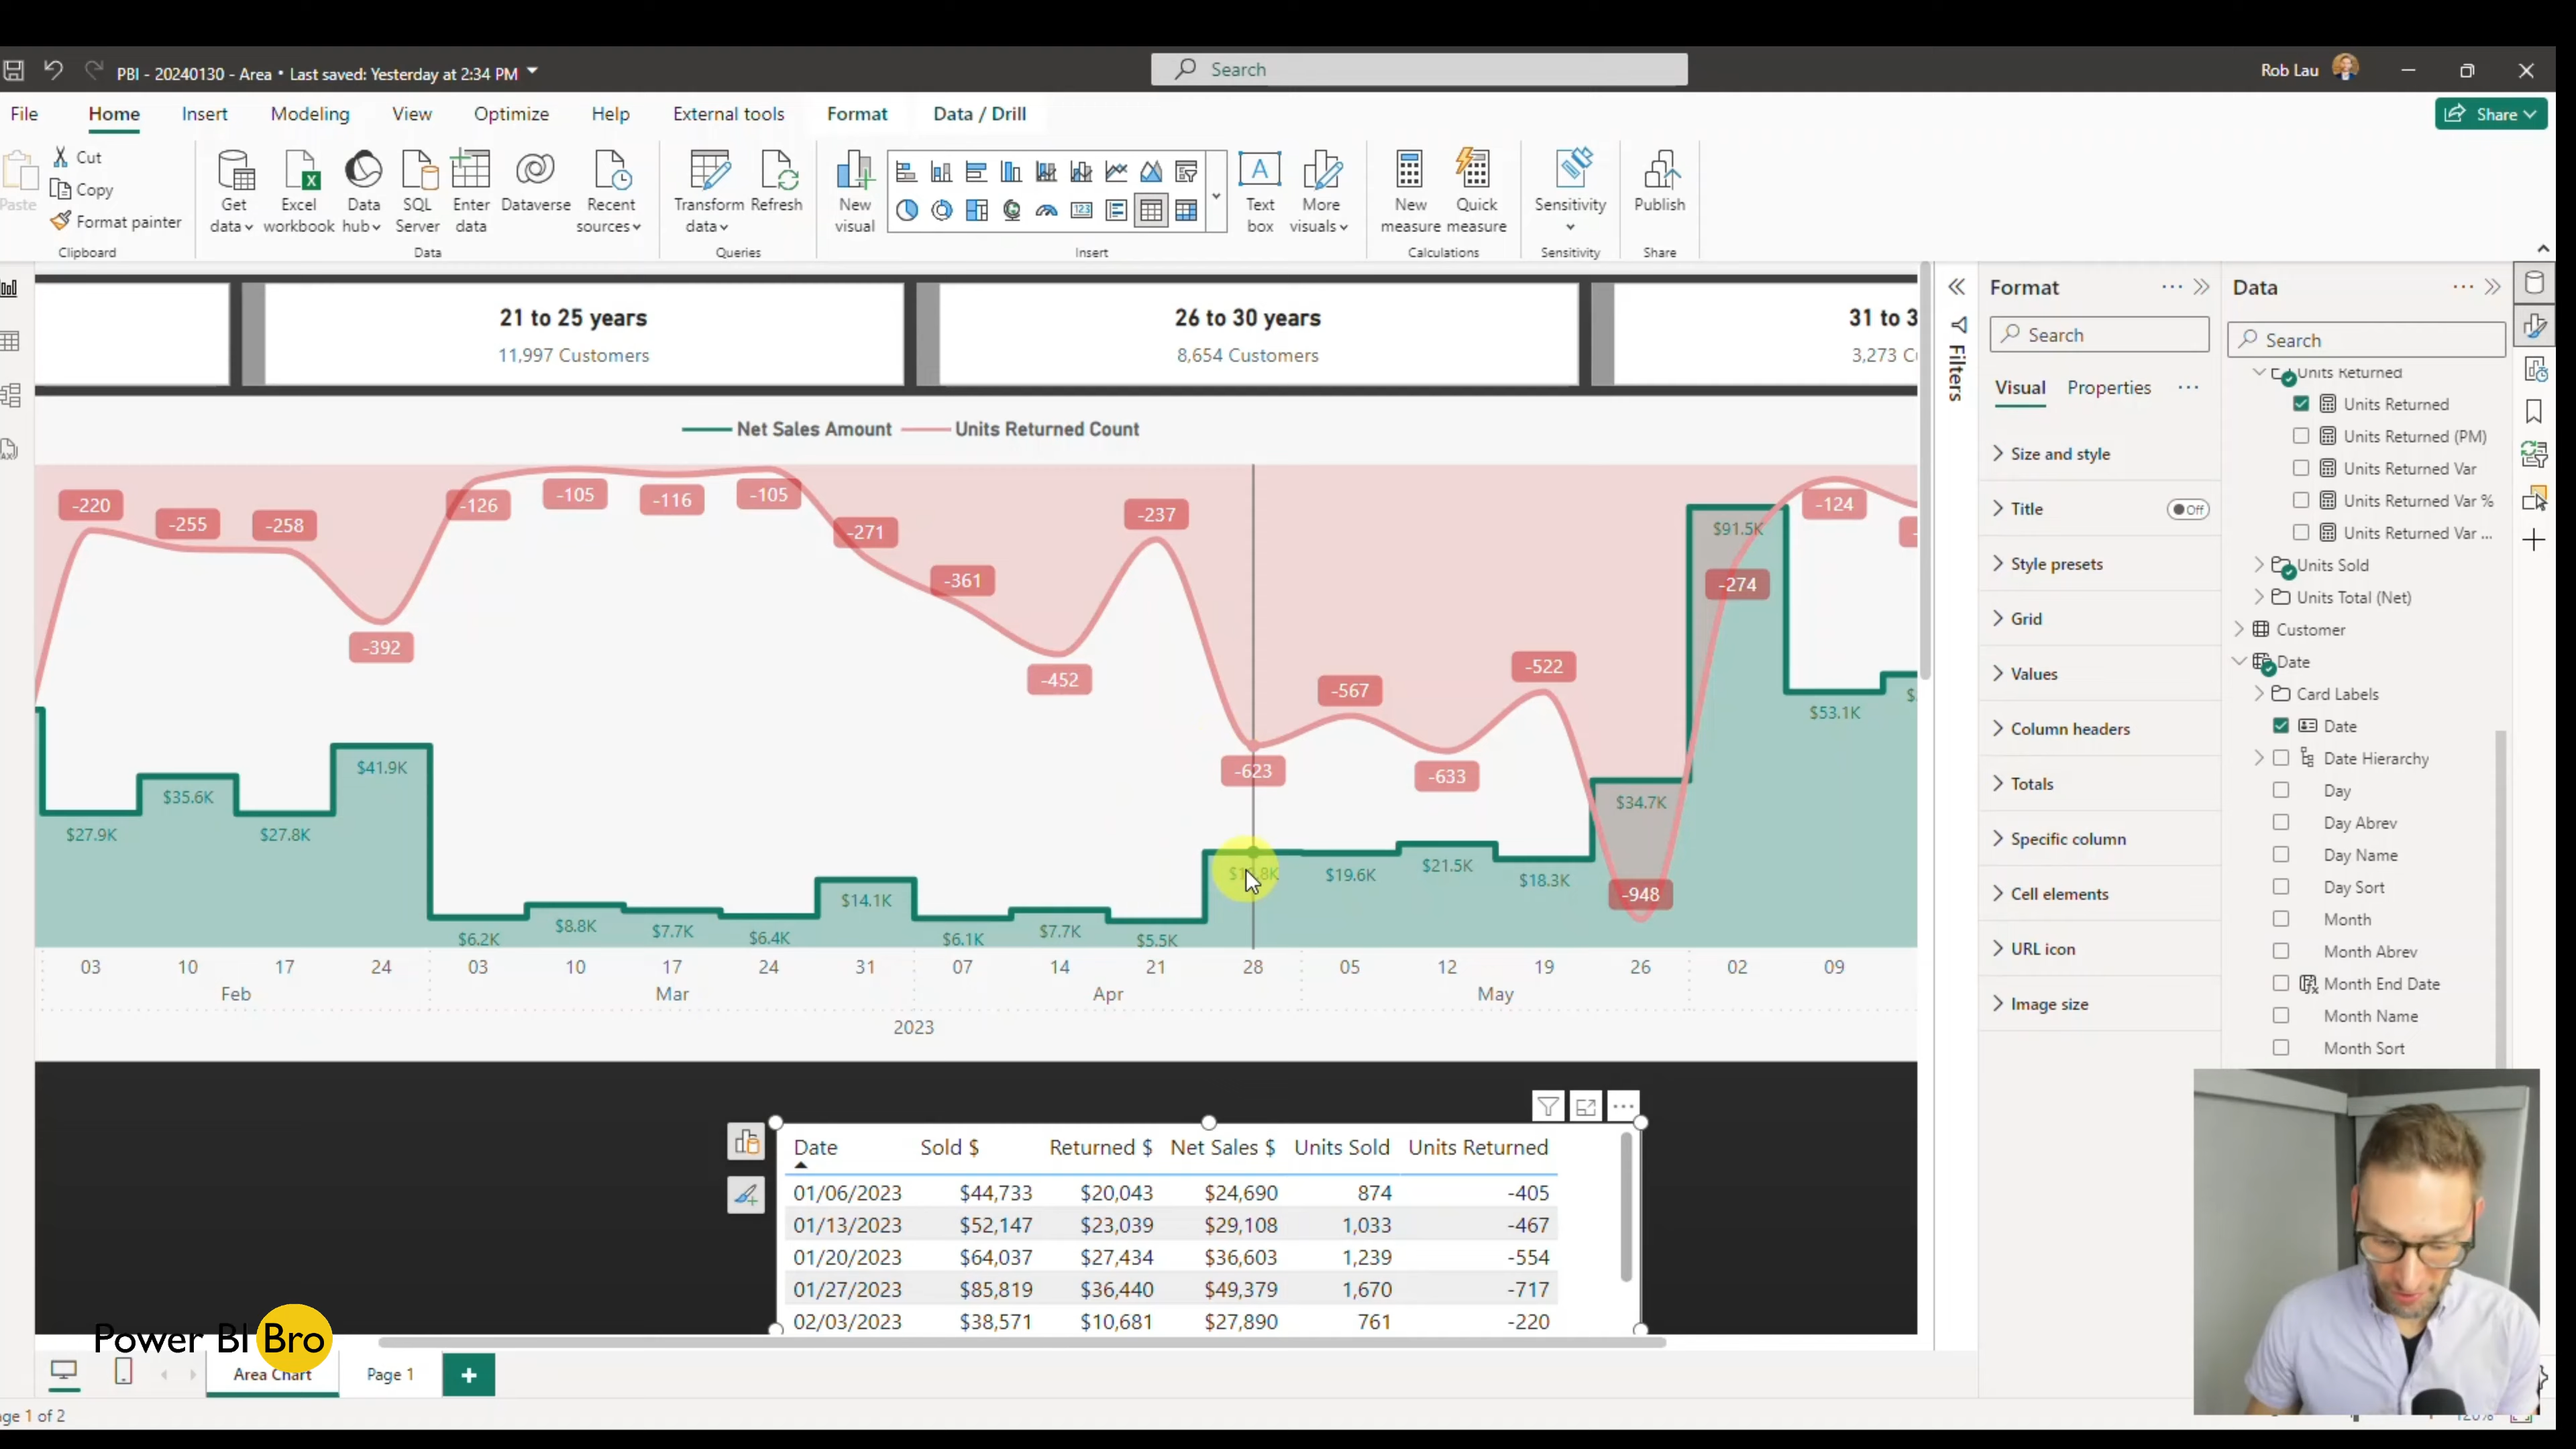 PBI - 20240130 - Area • Last saved: Yesterday at 2:34 PM
Search
Rob Lau
File Home Insert Modeling View Optimize Help External tools Format Data / Drill
Share
Paste
Cut
Copy
Format painter
Clipboard
Get data
Excel workbook
Data hub
SQL Server
Enter data
Dataverse
Recent sources
Data
Transform data
Refresh
Queries
New visual
Insert
Text box
More visuals
New measure
Quick measure
Calculations
Sensitivity
Sensitivity
Publish
Share
21 to 25 years
11,997 Customers
26 to 30 years
8,654 Customers
31 to 3
3,273 C
Net Sales Amount Units Returned Count
-220 -255 -258 -392 -126 -105 -116 -105 -271 -361 -452 -237 -623 -567 -633 -522 -948 -274 -124
$27.9K $35.6K $27.8K $41.9K $6.2K $8.8K $7.7K $6.4K $14.1K $6.1K $7.7K $5.5K $19.6K $21.5K $18.3K $34.7K $91.5K $53.1K
03 10 17 24 03 10 17 24 31 07 14 21 28 05 12 19 26 02 09
Feb Mar Apr May
2023
Date Sold $ Returned $ Net Sales $ Units Sold Units Returned
01/06/2023 $44,733 $20,043 $24,690 874 -405
01/13/2023 $52,147 $23,039 $29,108 1,033 -467
01/20/2023 $64,037 $27,434 $36,603 1,239 -554
01/27/2023 $85,819 $36,440 $49,379 1,670 -717
02/03/2023 $38,571 $10,681 $27,890 761 -220
Filters
Format
Search
Visual Properties
Size and style
Title Off
Style presets
Grid
Values
Column headers
Totals
Specific column
Cell elements
URL icon
Image size
Data
Search
Units Returned
Units Returned
Units Returned (PM)
Units Returned Var
Units Returned Var %
Units Returned Var ...
Units Sold
Units Total (Net)
Customer
Date
Card Labels
Date
Date Hierarchy
Day
Day Abrev
Day Name
Day Sort
Month
Month Abrev
Month End Date
Month Name
Month Sort
Power BI Bro
Area Chart Page 1
age 1 of 2